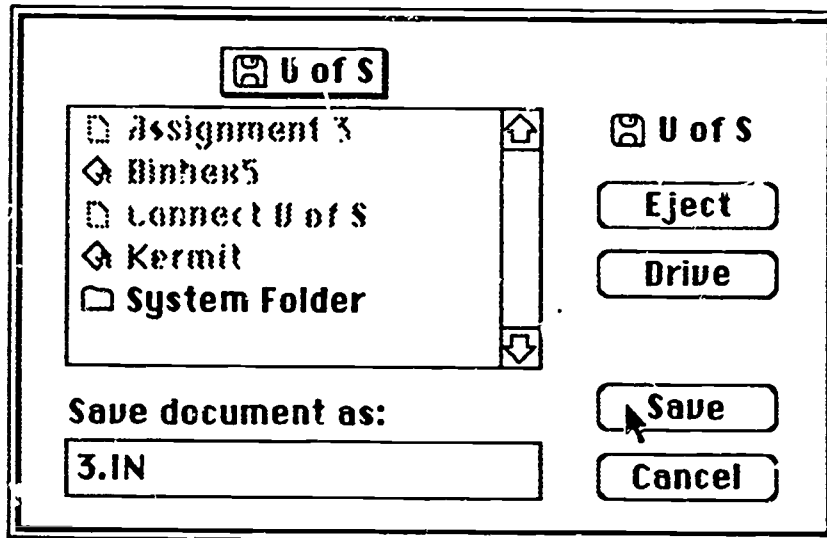 U of S
Assignment 3
Binhex5
Connect U of S
Kermit
System Folder
U of S
Eject
Drive
Save document as:
3.IN
Save
Cancel